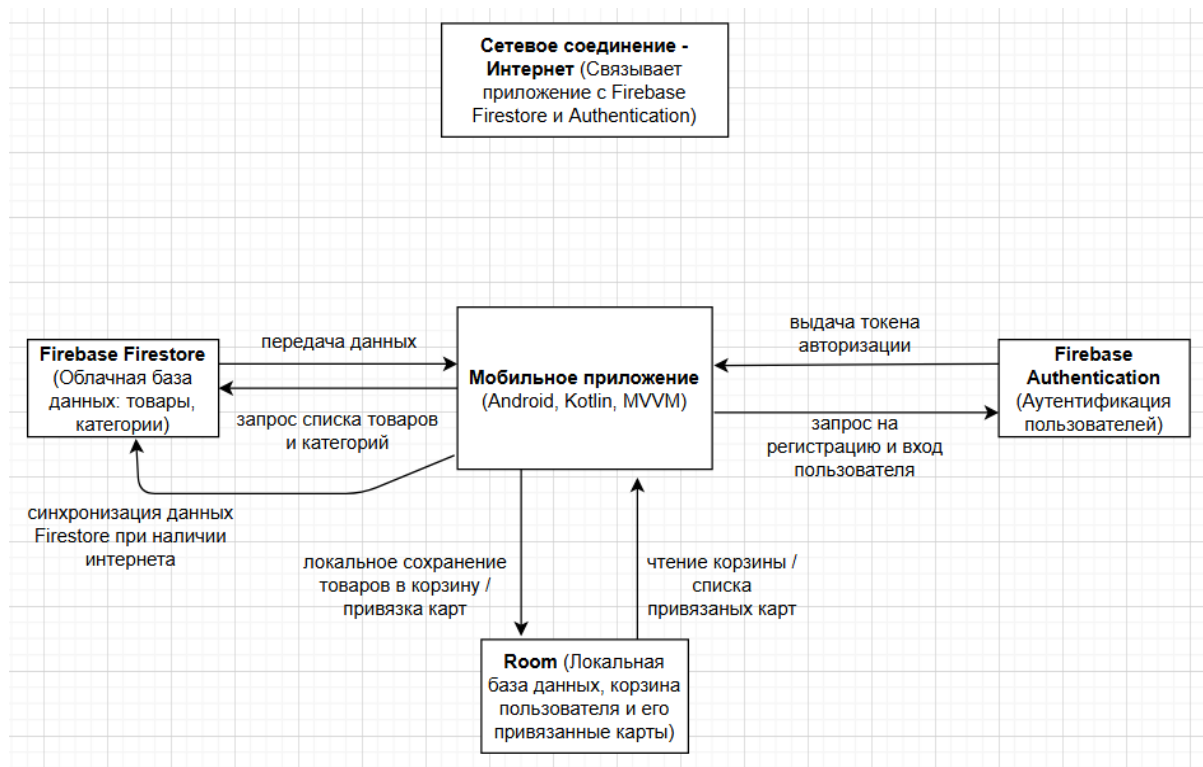 Сетевое соединение -
Интернет (Связывает
приложение с Firebase
Firestore и Authentication)
передача данных
выдача токена
авторизации
Firebase Firestore
(Облачная база
данных: товары,
категории)
Мобильное приложение
(Android, Kotlin, MVVM)
Firebase
Authentication
(Аутентификация
пользователей)
запрос списка товаров
и категорий
запрос на
регистрацию и вход
пользователя
синхронизация данных
Firestore при наличии
интернета
локальное сохранение
товаров в корзину /
привязка карт
чтение корзины /
списка
привязаных карт
Room (Локальная
база данных, корзина
пользователя и его
привязанные карты)